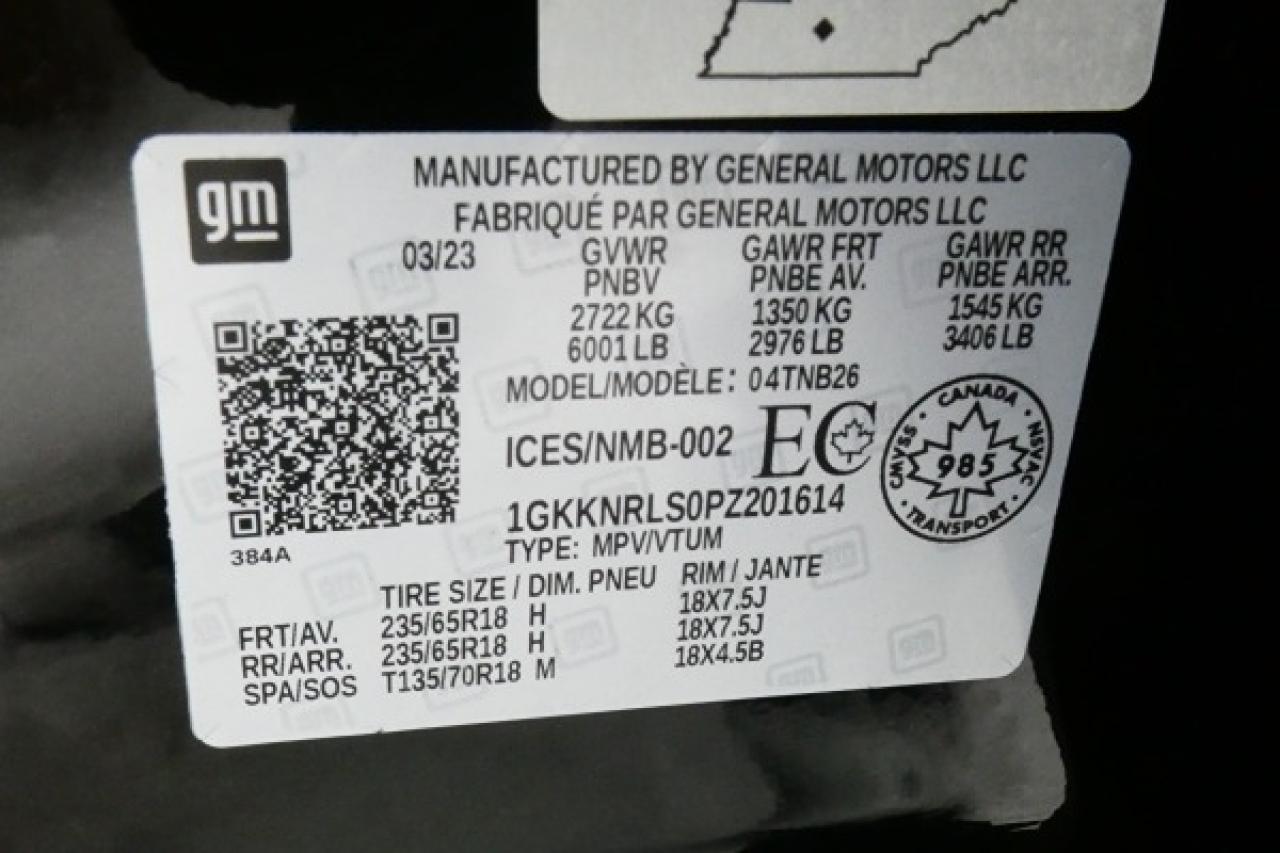 gm
MANUFACTURED BY GENERAL MOTORS LLC
FABRIQUÉ PAR GENERAL MOTORS LLC
03/23 GVWR GAWR FRT GAWR RR
PNBV PNBE AV. PNBE ARR.
2722 KG 1350 KG 1545 KG
6001 LB 2976 LB 3406 LB
MODEL/MODÈLE: 04TNB26
ICES/NMB-002 EC
CANADA
CMVSS NSVAC
985
TRANSPORT
1GKKNRLS0PZ201614
384A
TYPE: MPV/VTUM
TIRE SIZE / DIM. PNEU RIM / JANTE
FRT/AV. 235/65R18 H 18X7.5J
RR/ARR. 235/65R18 H 18X7.5J
SPA/SOS T135/70R18 M 18X4.5B